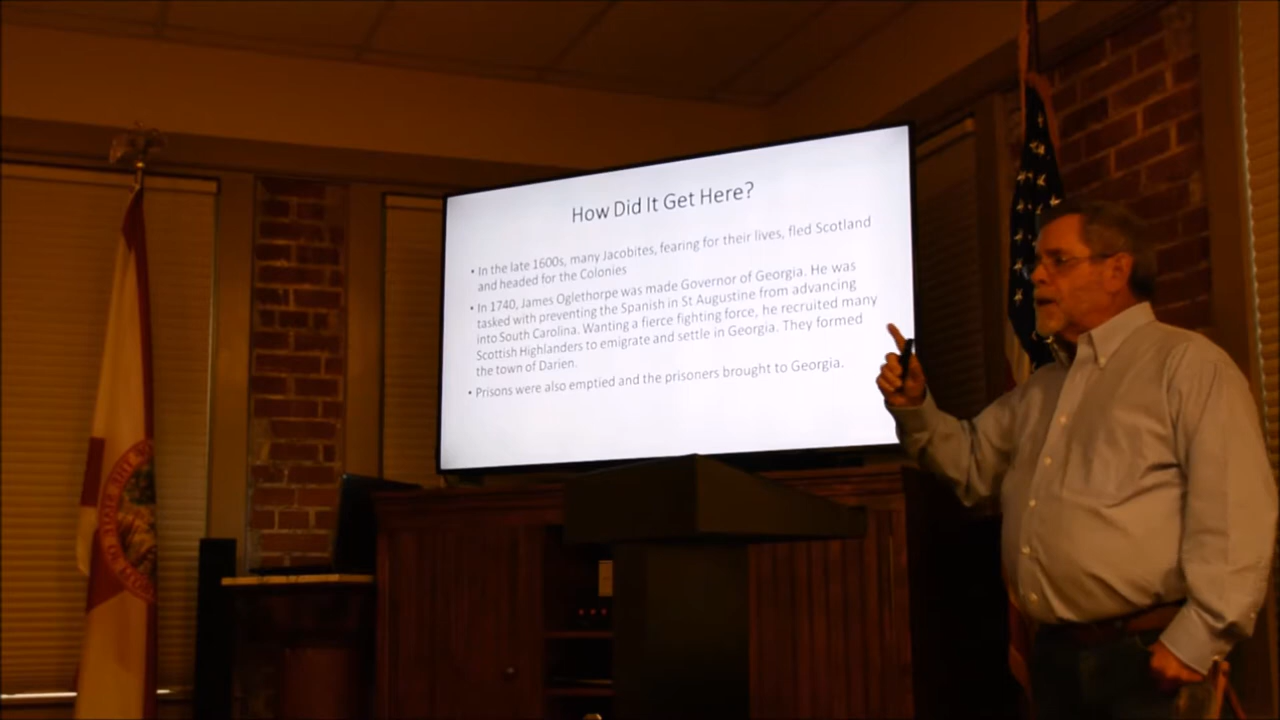 How Did It Get Here?
• In the late 1600s, many Jacobites, fearing for their lives, fled Scotland
and headed for the Colonies
• In 1740, James Oglethorpe was made Governor of Georgia. He was
tasked with preventing the Spanish in St Augustine from advancing
into South Carolina. Wanting a fierce fighting force, he recruited many
Scottish Highlanders to emigrate and settle in Georgia. They formed
the town of Darien.
• Prisons were also emptied and the prisoners brought to Georgia.